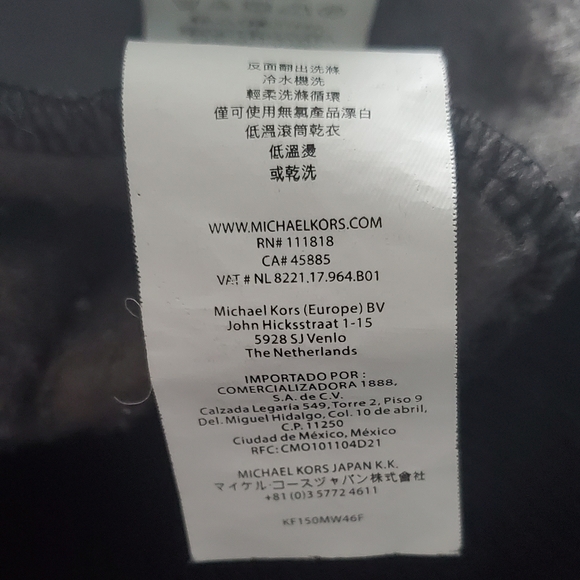 反面翻出洗滌
冷水機洗
輕柔洗滌循環
僅可使用無氯產品漂白
低溫滾筒乾衣
低溫燙
或乾洗
WWW.MICHAELKORS.COM
RN# 111818
CA# 45885
VAT # NL 8221.17.964.B01
Michael Kors (Europe) BV
John Hicksstraat 1-15
5928 SJ Venlo
The Netherlands
IMPORTADO POR :
COMERCIALIZADORA 1888,
S.A. de C.V.
Calzada Legaria 549, Torre 2, Piso 9
Del. Miguel Hidalgo, Col. 10 de abril,
C.P. 11250
Ciudad de México, México
RFC: CMO101104D21
MICHAEL KORS JAPAN K.K.
マイケル・コースジャパン株式會社
+81 (0)3 5772 4611
KF150MW46F